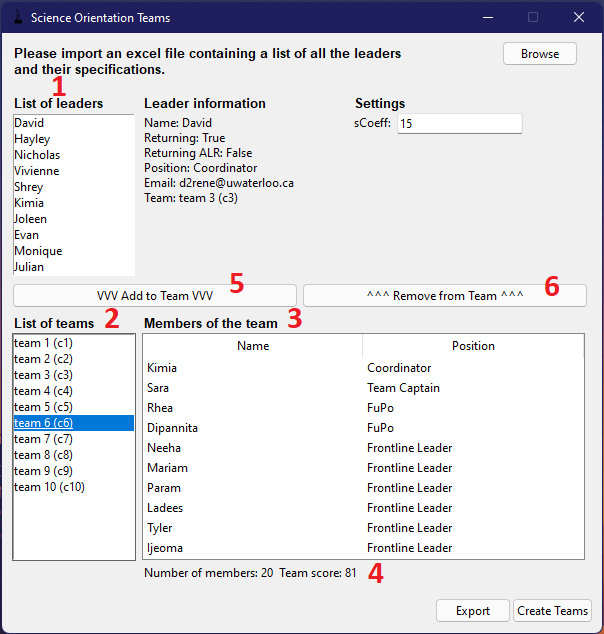 Science Orientation Teams
Please import an excel file containing a list of all the leaders
and their specifications.
Browse
1
List of leaders
Leader information
Settings
David
Hayley
Nicholas
Vivienne
Shrey
Kimia
Joleen
Evan
Monique
Julian
Name: David
Returning: True
Returning ALR: False
Position: Coordinator
Email: d2rene@uwaterloo.ca
Team: team 3 (c3)
sCoeff: 15
VVV Add to Team VVV
5
^^^ Remove from Team ^^^
6
List of teams
2
Members of the team
3
team 1 (c1)
team 2 (c2)
team 3 (c3)
team 4 (c4)
team 5 (c5)
team 6 (c6)
team 7 (c7)
team 8 (c8)
team 9 (c9)
team 10 (c10)
Name Position
Kimia Coordinator
Sara Team Captain
Rhea FuPo
Dipannita FuPo
Neeha Frontline Leader
Mariam Frontline Leader
Param Frontline Leader
Ladees Frontline Leader
Tyler Frontline Leader
Ijeoma Frontline Leader
Number of members: 20 Team score: 81
4
Export
Create Teams